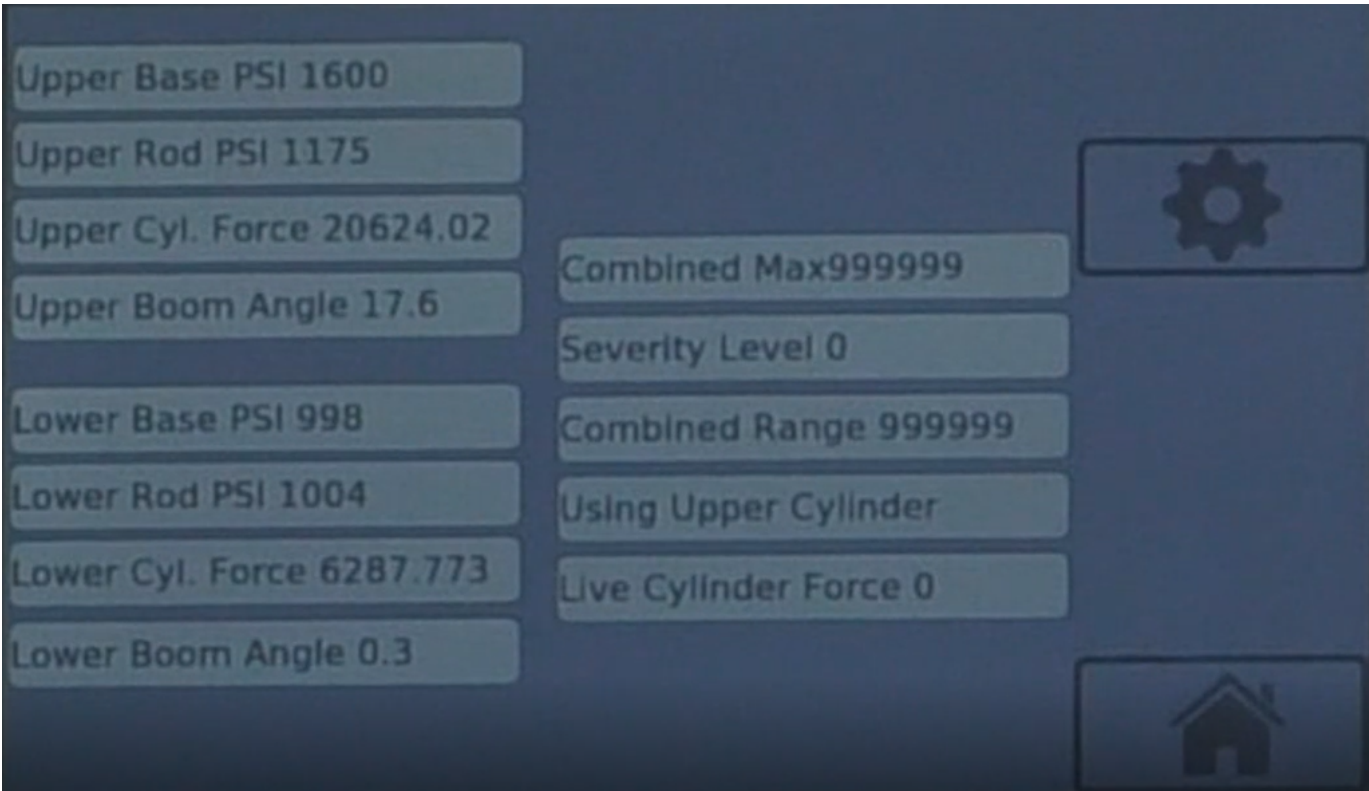 Upper Base PSI 1600
Upper Rod PSI 1175
Upper Cyl. Force 20624.02
Upper Boom Angle 17.6
Lower Base PSI 998
Lower Rod PSI 1004
Lower Cyl. Force 6287.773
Lower Boom Angle 0.3
Combined Max999999
Severity Level 0
Combined Range 999999
Using Upper Cylinder
Live Cylinder Force 0